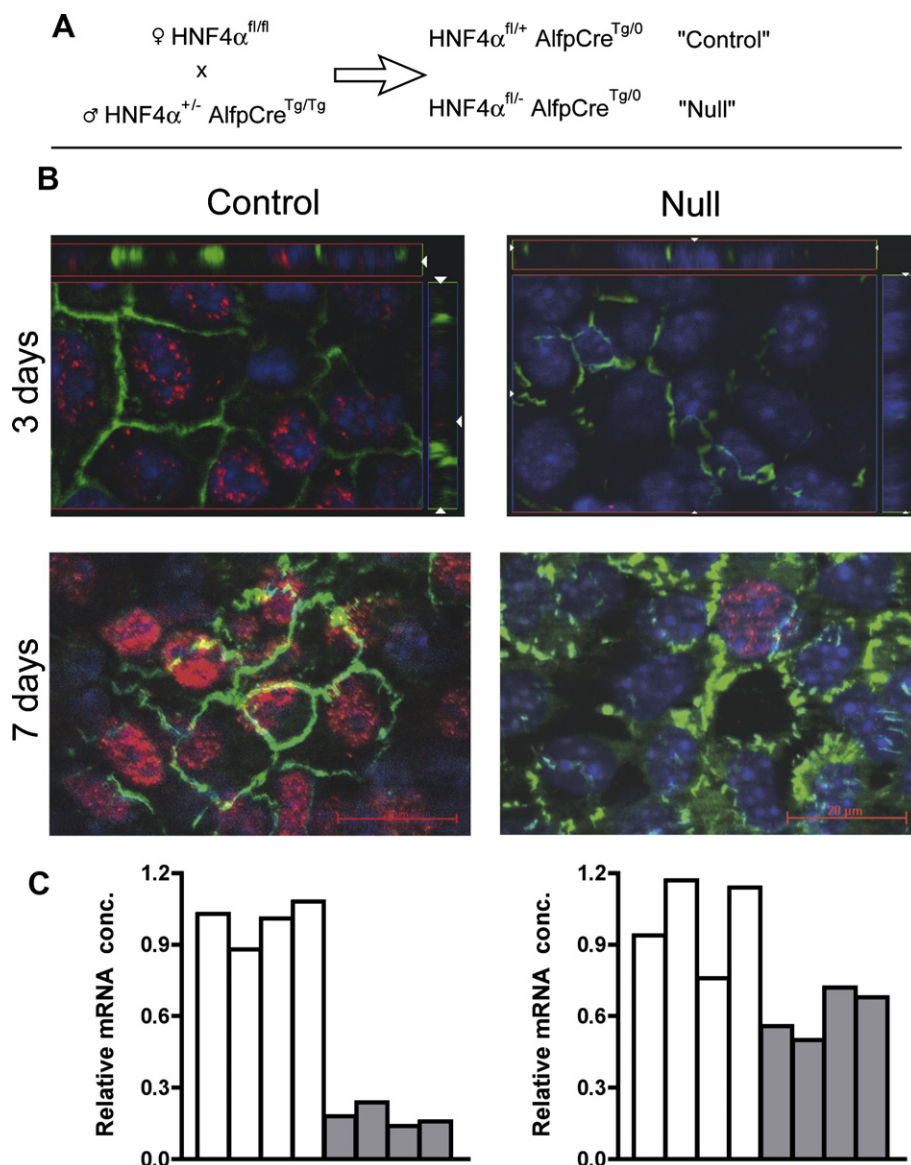 A
♀ HNF4α^fl/fl
x
♂ HNF4α^+/- AlfpCre^Tg/Tg
HNF4α^fl/+ AlfpCre^Tg/0 "Control"
HNF4α^fl/- AlfpCre^Tg/0 "Null"
B
Control Null
3 days
7 days
20 µm
C
Relative mRNA conc.
1.2
0.9
0.6
0.3
0.0
Relative mRNA conc.
1.2
0.9
0.6
0.3
0.0